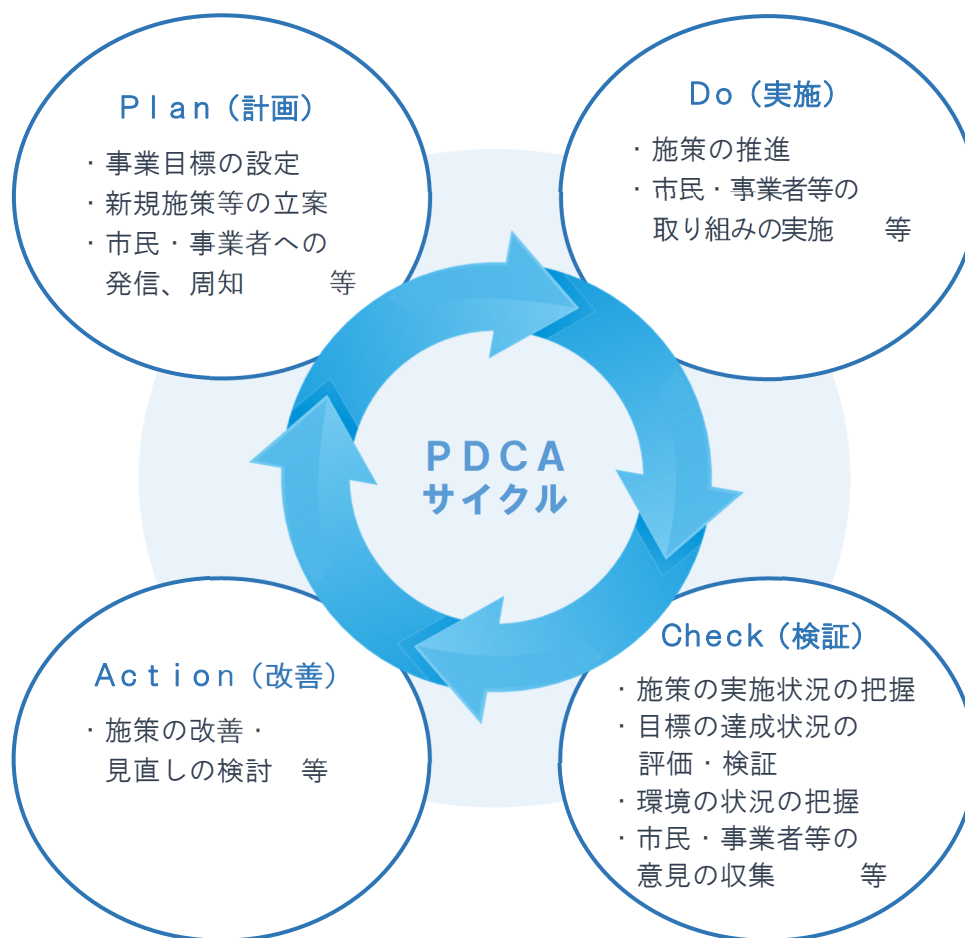 Plan（計画）
・事業目標の設定
・新規施策等の立案
・市民・事業者への
発信、周知　　　等
Do（実施）
・施策の推進
・市民・事業者等の
取り組みの実施　　等
PDCA
サイクル
Action（改善）
・施策の改善・
見直しの検討　等
Check（検証）
・施策の実施状況の把握
・目標の達成状況の
評価・検証
・環境の状況の把握
・市民・事業者等の
意見の収集　　　等